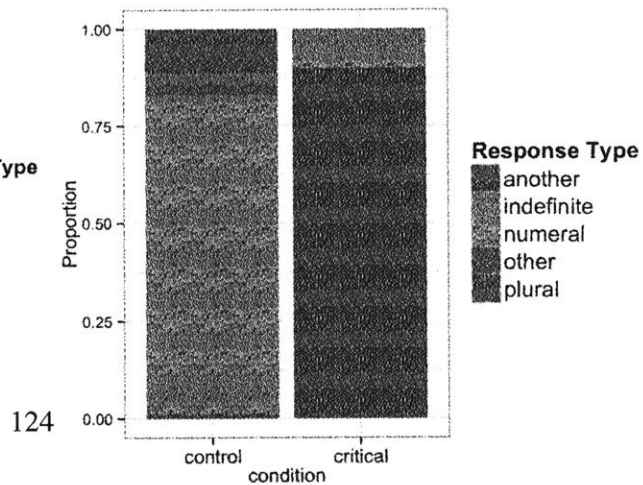 1.00
0.75
0.50
0.25
0.00
Proportion
control
critical
condition
Type
Response Type
another
indefinite
numeral
other
plural
124